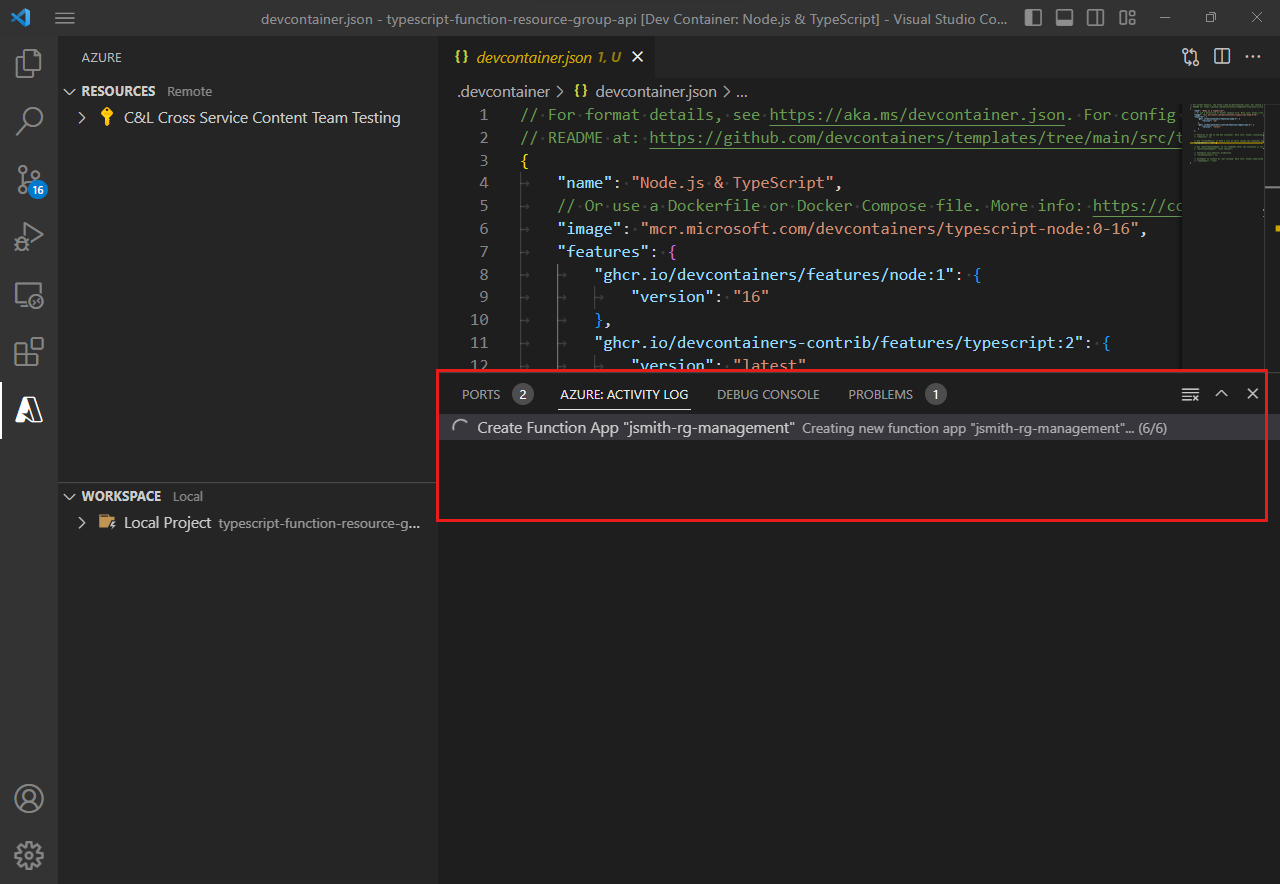 devcontainer.json - typescript-function-resource-group-api [Dev Container: Node.js & TypeScript] - Visual Studio Co...
AZURE
RESOURCES Remote
C&L Cross Service Content Team Testing
16
WORKSPACE Local
Local Project typescript-function-resource-g...
{} devcontainer.json 1, U
.devcontainer > {} devcontainer.json > ...
1 // For format details, see https://aka.ms/devcontainer.json. For config
2 // README at: https://github.com/devcontainers/templates/tree/main/src/t
3 {
4 "name": "Node.js & TypeScript",
5 // Or use a Dockerfile or Docker Compose file. More info: https://co
6 "image": "mcr.microsoft.com/devcontainers/typescript-node:0-16",
7 "features": {
8 "ghcr.io/devcontainers/features/node:1": {
9 "version": "16"
10 },
11 "ghcr.io/devcontainers-contrib/features/typescript:2": {
12 "version": "latest"
PORTS 2 AZURE: ACTIVITY LOG DEBUG CONSOLE PROBLEMS 1
Create Function App "jsmith-rg-management" Creating new function app "jsmith-rg-management"... (6/6)